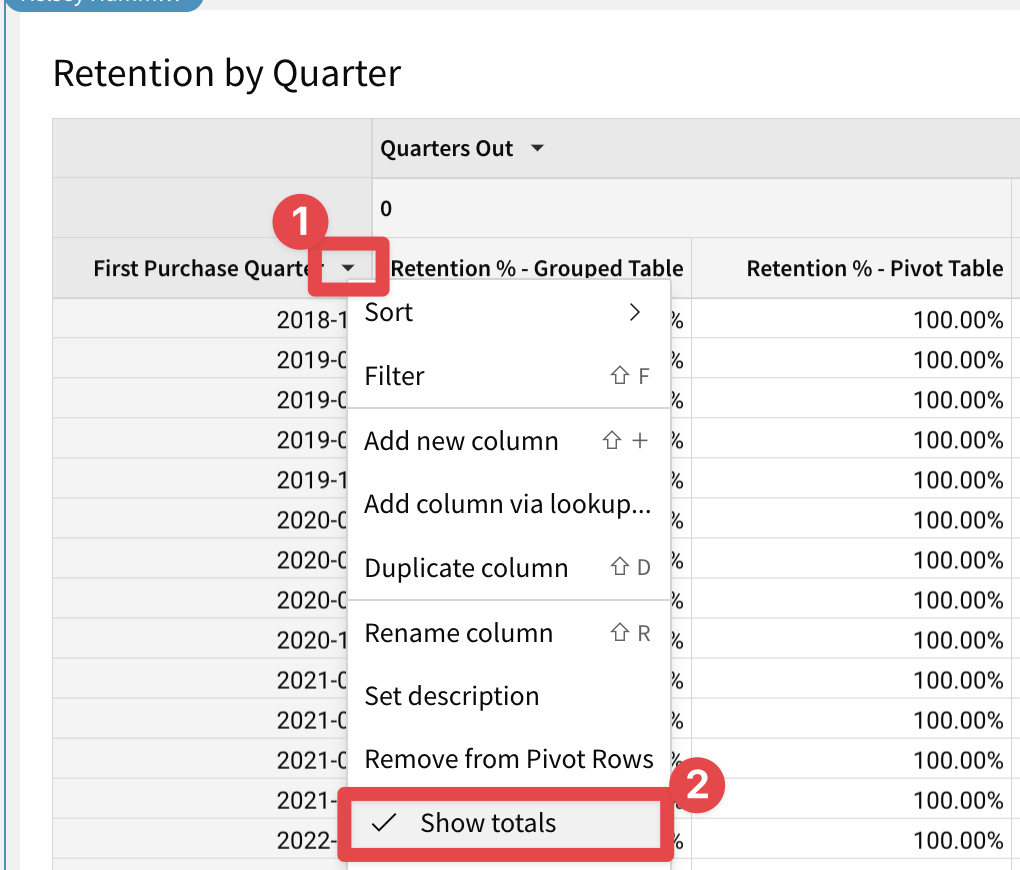 Retention by Quarter
Quarters Out
0
1
First Purchase Quarter
Retention % - Grouped Table
Retention % - Pivot Table
Sort
Filter ⇧ F
Add new column ⇧ +
Add column via lookup...
Duplicate column ⇧ D
Rename column ⇧ R
Set description
Remove from Pivot Rows
2
✓ Show totals
2018-1 % 100.00%
2019-0 % 100.00%
2019-0 % 100.00%
2019-0 % 100.00%
2019-1 % 100.00%
2020-0 % 100.00%
2020-0 % 100.00%
2020-0 % 100.00%
2020-1 % 100.00%
2021-0 % 100.00%
2021-0 % 100.00%
2021-0 % 100.00%
2021- 100.00%
2022- 100.00%